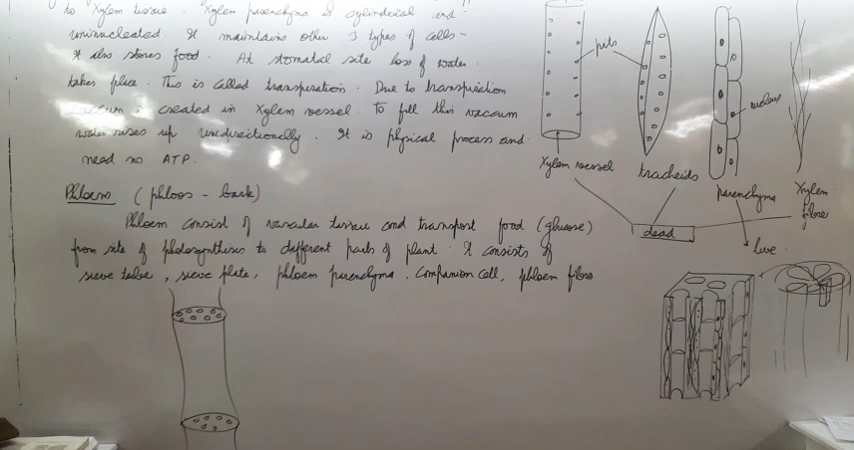 to Xylem tissue. Xylem parenchyma is cylinderical and
uninucleated. It maintains other 3 types of cells.
It also stores food. At stomatal site loss of water
takes place. This is called transpiration. Due to transpiration
vaccum is created in Xylem vessel. To fill this vaccum
water rises up unidirectionally. It is physical process and
need no ATP.
Phloem (phloos - bark)
Phloem consist of vascular tissue and transport food (glucose)
from site of photosynthesis to different parts of plant. It consists of
sieve tube, sieve plate, phloem parenchyma, Companion cell, phloem fibre
pits
nucleus
Xylem vessel
tracheids
parenchyma
Xylem
fibre
dead
live